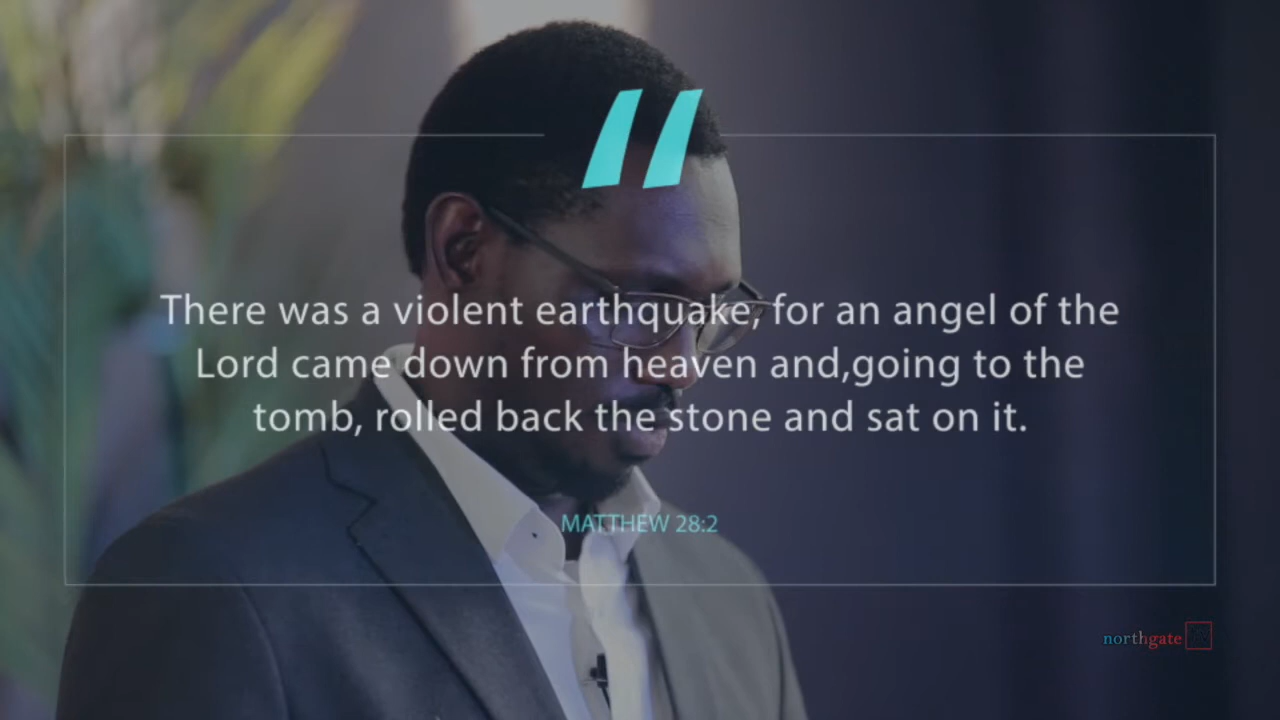 “
There was a violent earthquake, for an angel of the
Lord came down from heaven and,going to the
tomb, rolled back the stone and sat on it.
MATTHEW 28:2
northgate